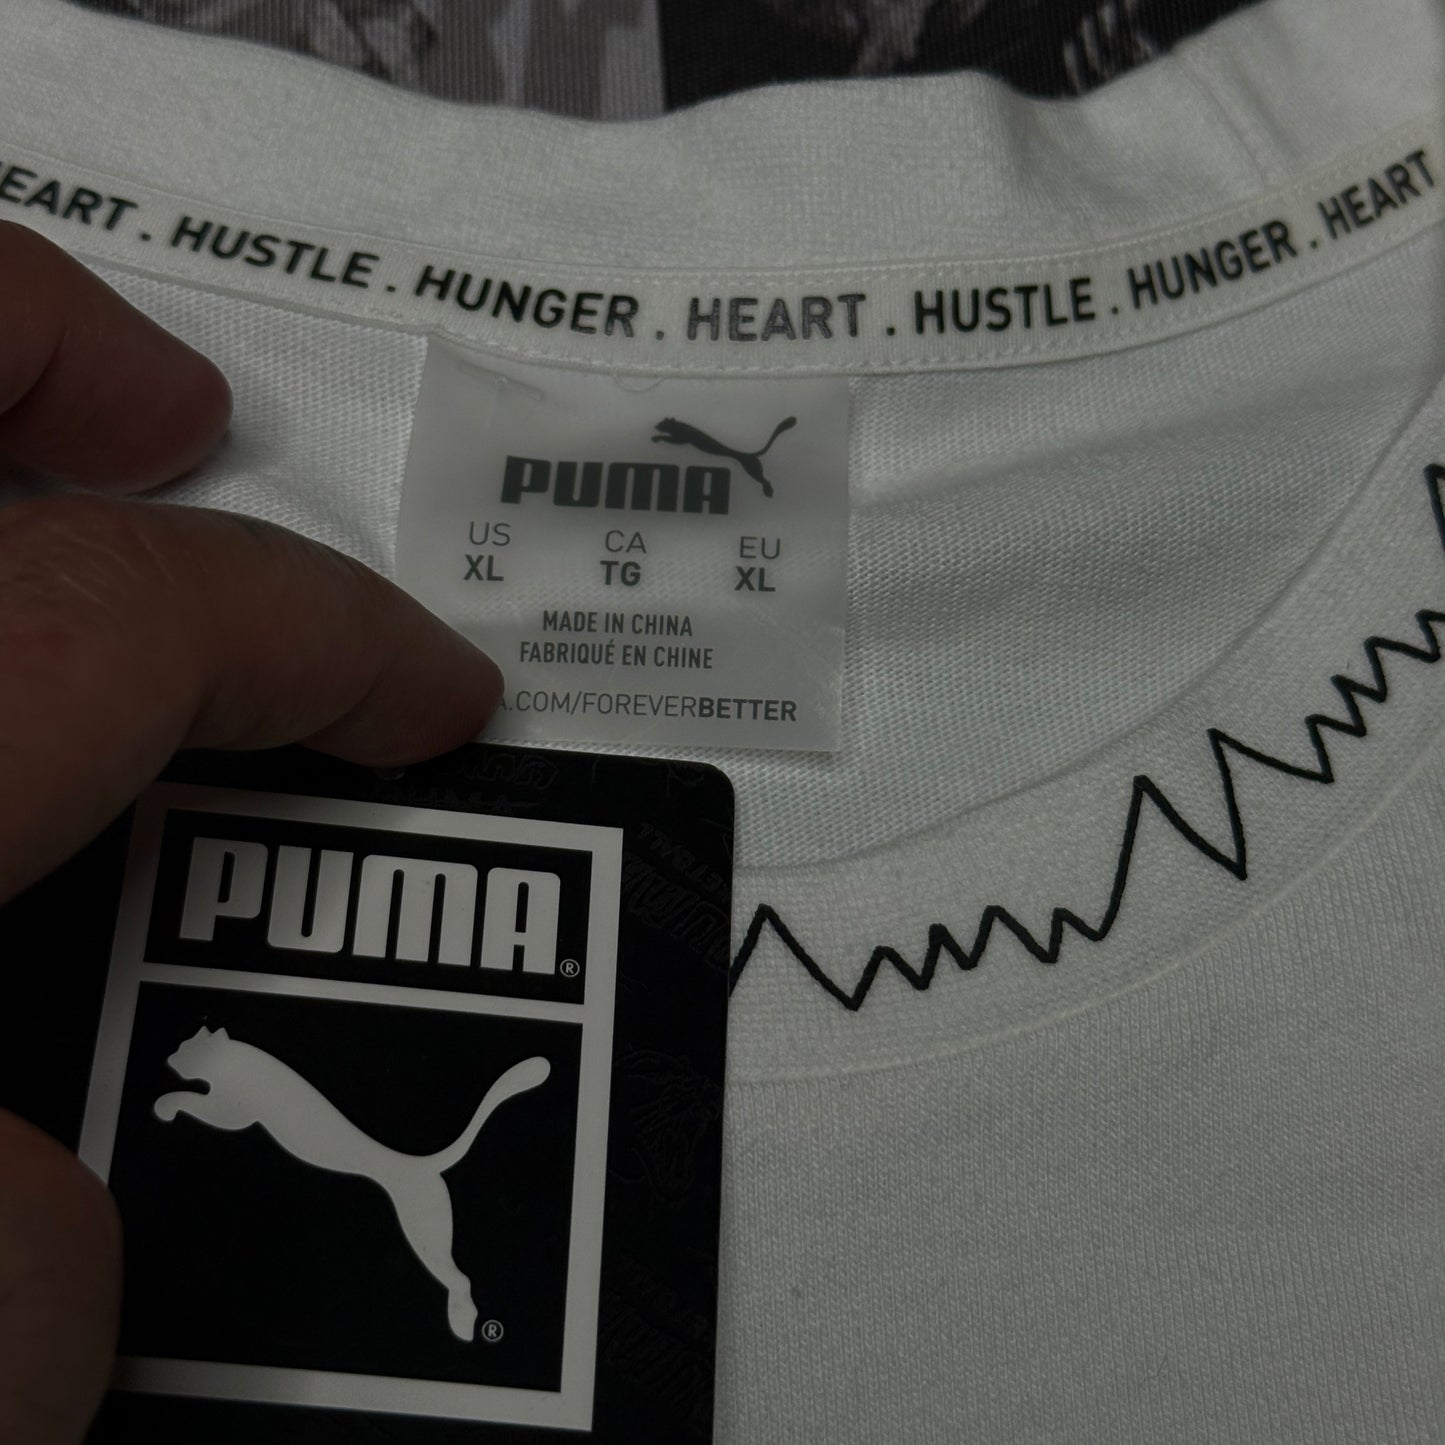 EART . HUSTLE . HUNGER . HEART . HUSTLE . HUNGER . HEART
PUMA
US CA EU
XL TG XL
MADE IN CHINA
FABRIQUÉ EN CHINE
A.COM/FOREVERBETTER
PUMA®
®